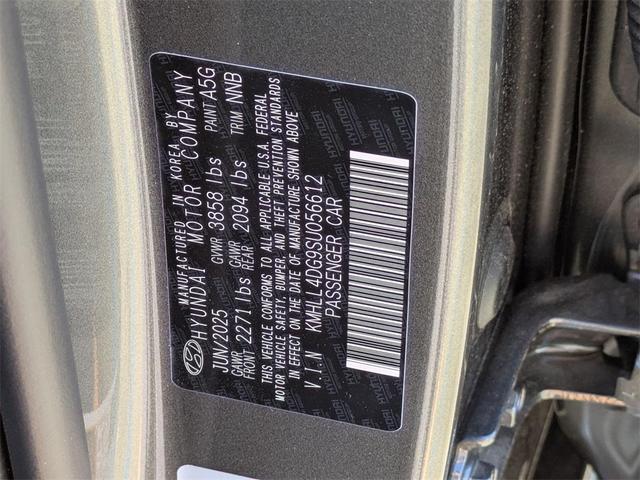 MANUFACTURED IN KOREA BY
HYUNDAI MOTOR COMPANY
JUN/2025 GVWR 3858 lbs PAINT A5G
GAWR FRONT 2271 lbs GAWR REAR 2094 lbs TRIM NNB
THIS VEHICLE CONFORMS TO ALL APPLICABLE U.S.A. FEDERAL
MOTOR VEHICLE SAFETY, BUMPER, AND THEFT PREVENTION STANDARDS
IN EFFECT ON THE DATE OF MANUFACTURE SHOWN ABOVE
V.I.N KMHLL4DG9SU056612
PASSENGER CAR